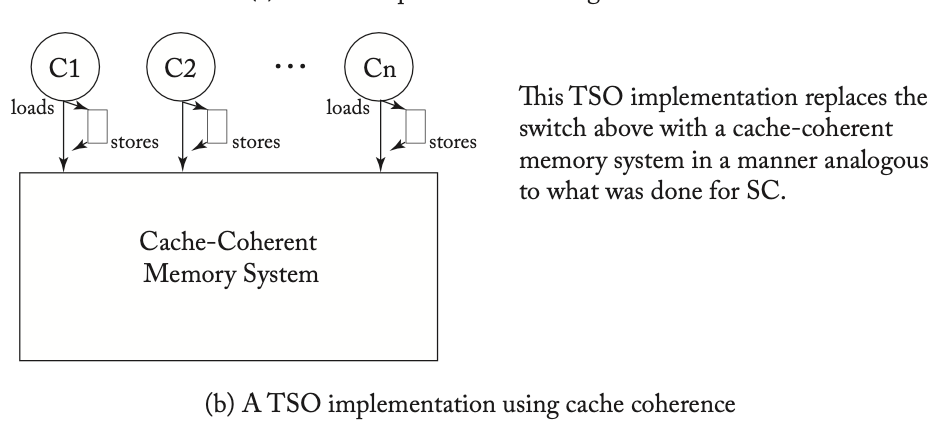 C1
C2
...
Cn
loads
stores
stores
loads
stores
This TSO implementation replaces the
switch above with a cache-coherent
memory system in a manner analogous
to what was done for SC.
Cache-Coherent
Memory System
(b) A TSO implementation using cache coherence